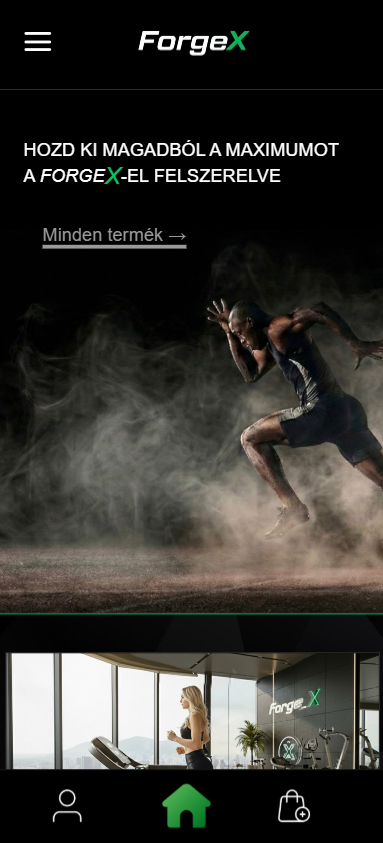 ForgeX
HOZD KI MAGADBÓL A MAXIMUMOT
A FORGEX-EL FELSZERELVE
Minden termék →
ForgeX